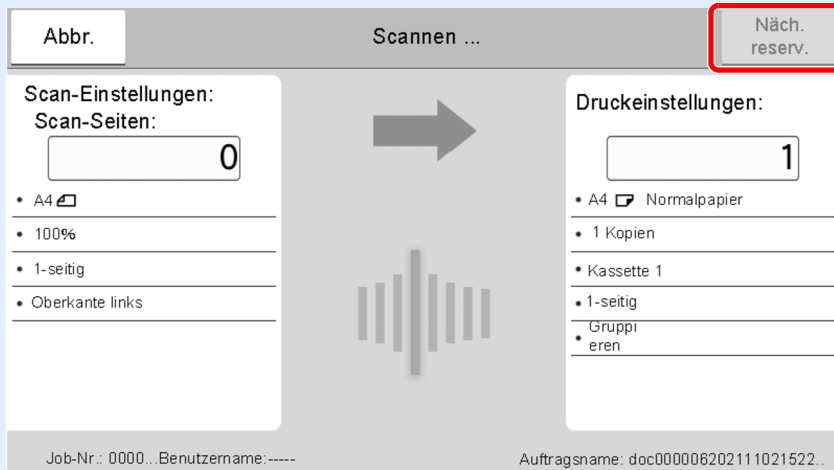 Abbr.
Scannen ...
Näch.
reserv.
Scan-Einstellungen:
Scan-Seiten:
0
• A4
• 100%
• 1-seitig
• Oberkante links
Druckeinstellungen:
1
• A4 Normalpapier
• 1 Kopien
• Kassette 1
• 1-seitig
• Gruppi
eren
Job-Nr.: 0000...Benutzername:-----
Auftragsname: doc000006202111021522..